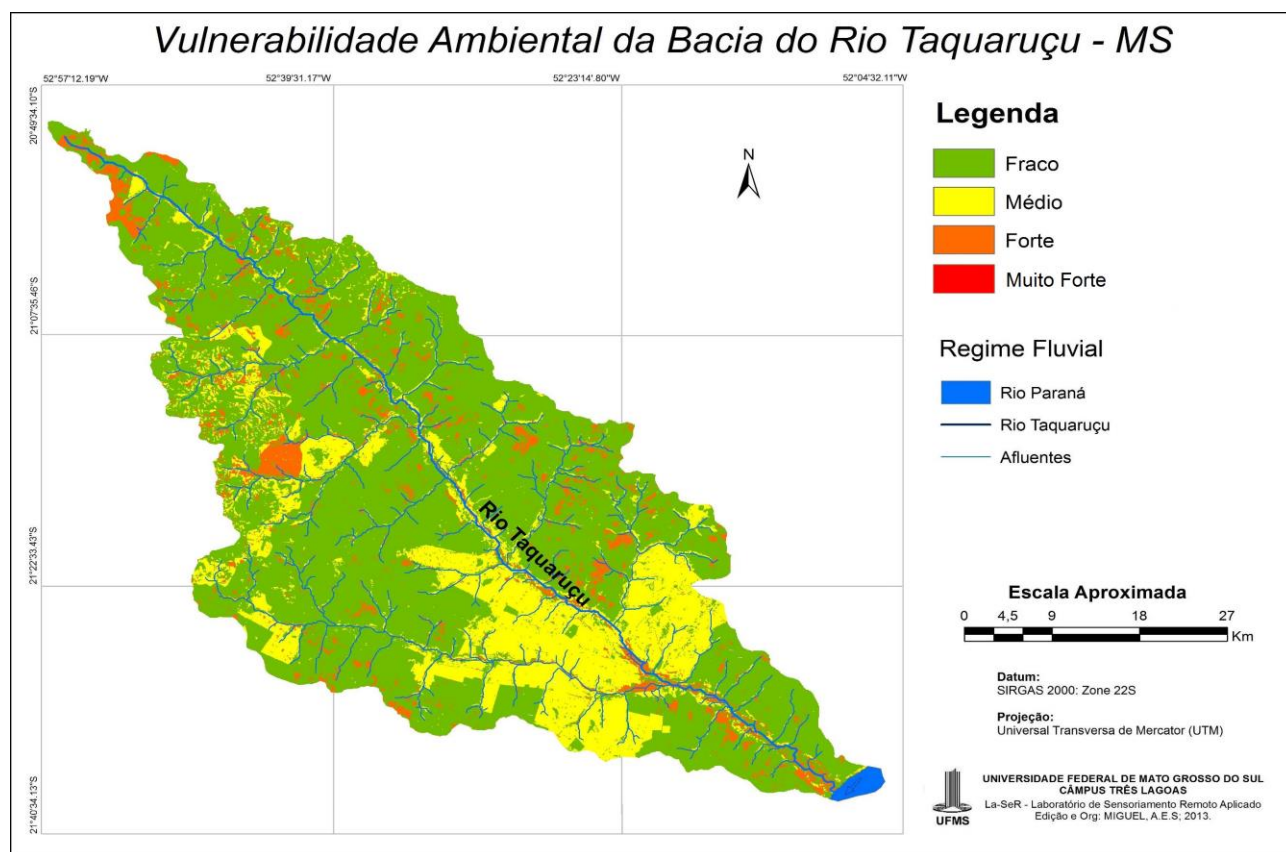 Vulnerabilidade Ambiental da Bacia do Rio Taquaruçu - MS
52°57'12.19"W
52°39'31.17"W
52°23'14.80"W
52°04'32.11"W
20°49'34.10"S
21°07'35.46"S
21°22'33.43"S
21°40'34.13"S
N
Rio Taquaruçu
Legenda
Fraco
Médio
Forte
Muito Forte
Regime Fluvial
Rio Paraná
Rio Taquaruçu
Afluentes
Escala Aproximada
0 4,5 9 18 27
Km
Datum:
SIRGAS 2000: Zone 22S
Projeção:
Universal Transversa de Mercator (UTM)
UFMS
UNIVERSIDADE FEDERAL DE MATO GROSSO DO SUL
CÂMPUS TRÊS LAGOAS
La-SeR - Laboratório de Sensoriamento Remoto Aplicado
Edição e Org: MIGUEL, A.E.S; 2013.